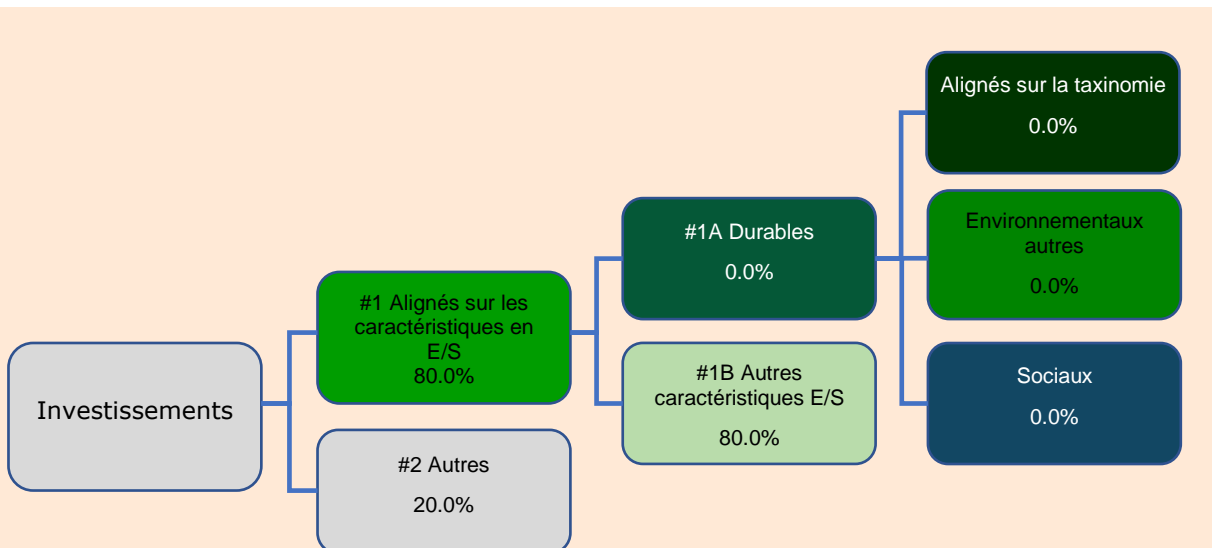 Investissements
#1 Alignés sur les
caractéristiques en
E/S
80.0%
#2 Autres
20.0%
#1A Durables
0.0%
#1B Autres
caractéristiques E/S
80.0%
Alignés sur la taxinomie
0.0%
Environnementaux
autres
0.0%
Sociaux
0.0%